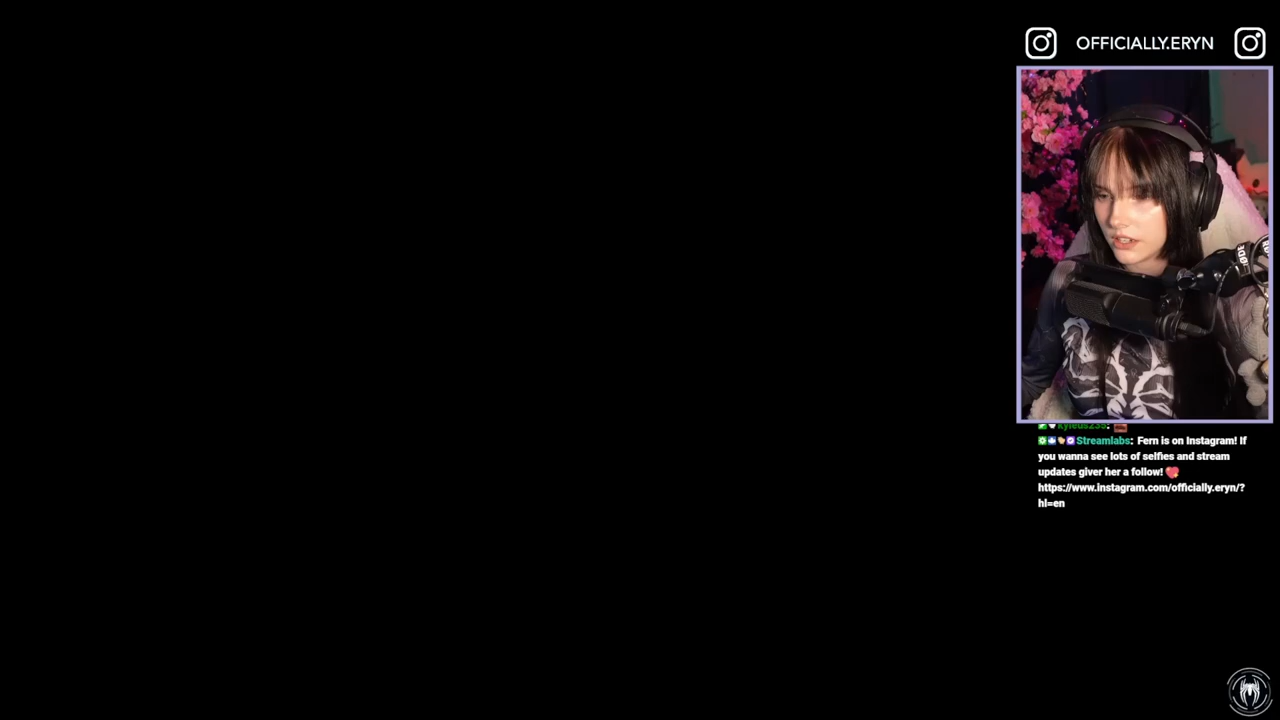 OFFICIALLY.ERYN
kyleus235:
Streamlabs: Fern is on Instagram! If
you wanna see lots of selfies and stream
updates giver her a follow!
https://www.instagram.com/officially.eryn/?
hl=en